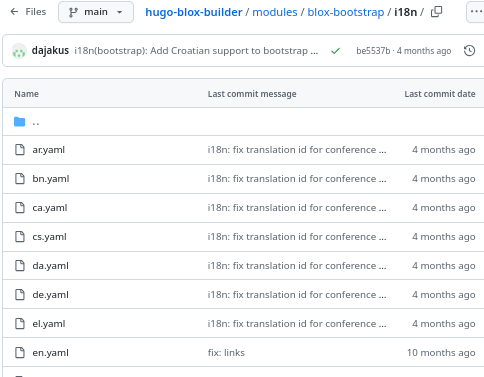 Files main hugo-blox-builder / modules / blox-bootstrap / i18n / ...
dajakus i18n(bootstrap): Add Croatian support to bootstrap ... be5537b · 4 months ago
Name Last commit message Last commit date
..
ar.yaml i18n: fix translation id for conference ... 4 months ago
bn.yaml i18n: fix translation id for conference ... 4 months ago
ca.yaml i18n: fix translation id for conference ... 4 months ago
cs.yaml i18n: fix translation id for conference ... 4 months ago
da.yaml i18n: fix translation id for conference ... 4 months ago
de.yaml i18n: fix translation id for conference ... 4 months ago
el.yaml i18n: fix translation id for conference ... 4 months ago
en.yaml fix: links 10 months ago